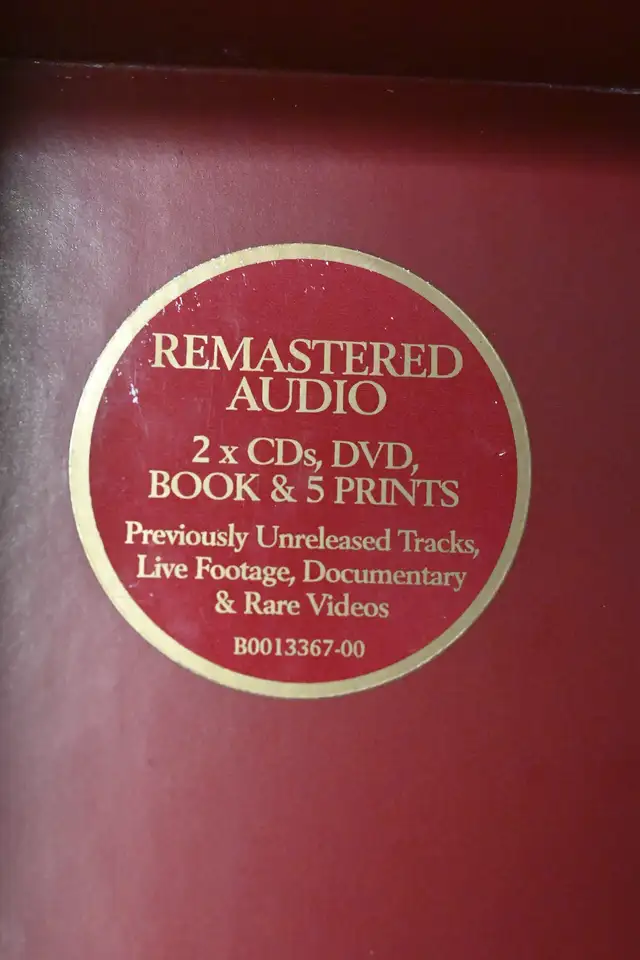 REMASTERED
AUDIO
2 x CDs, DVD,
BOOK & 5 PRINTS
Previously Unreleased Tracks,
Live Footage, Documentary
& Rare Videos
B0013367-00